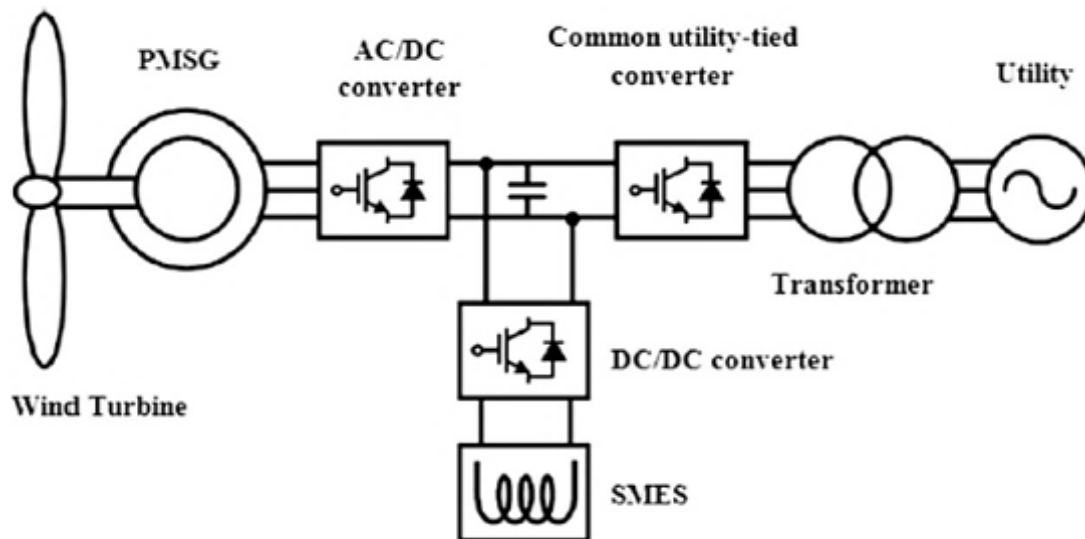 PMSG
AC/DC
converter
Common utility-tied
converter
Utility
Transformer
DC/DC converter
Wind Turbine
SMES